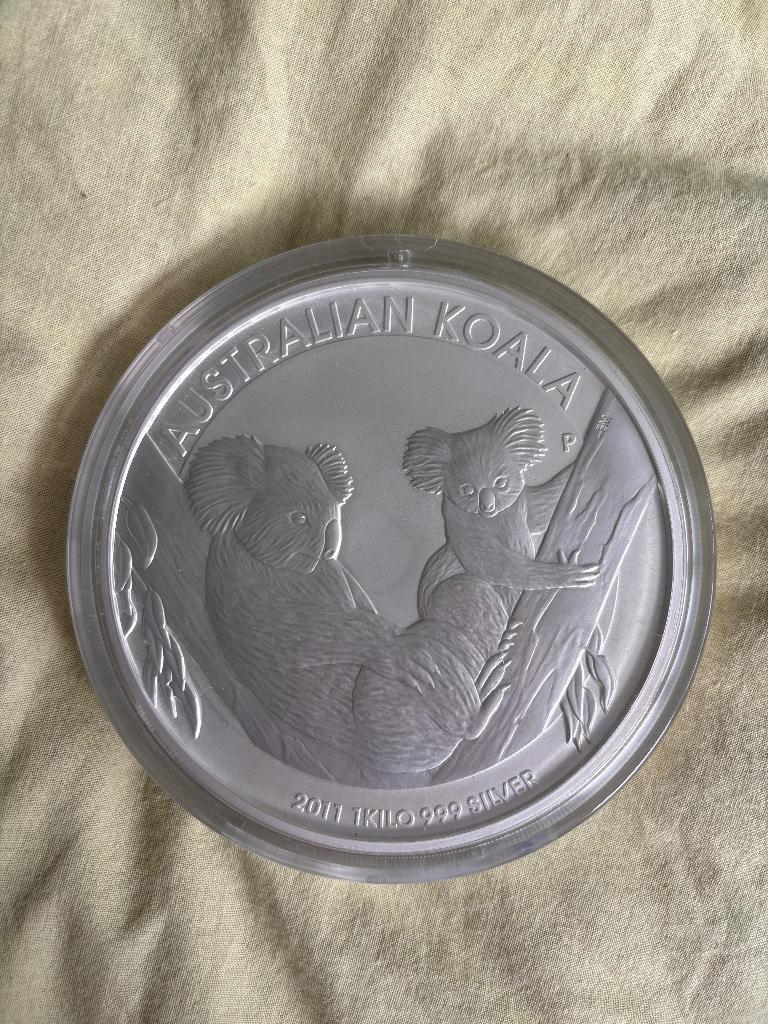 AUSTRALIAN KOALA
P
2011 1KILO 999 SILVER